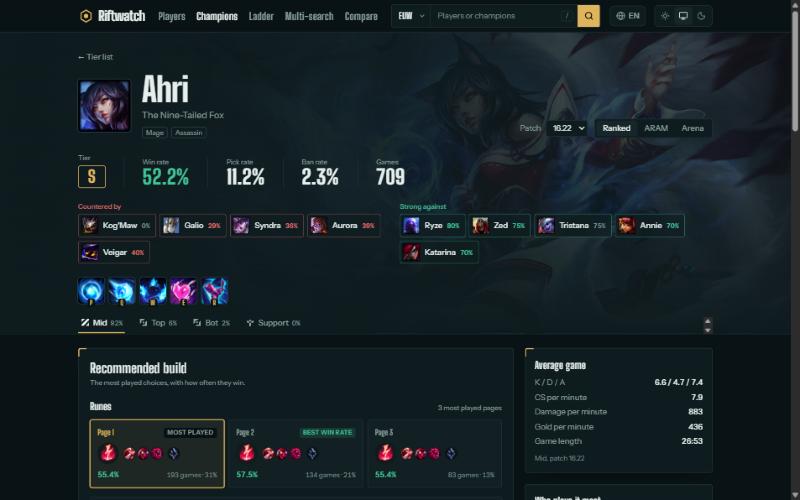 Riftwatch Players Champions Ladder Multi-search Compare EUW Players or champions / EN
← Tier list
Ahri
The Nine-Tailed Fox
Mage Assassin
Patch 16.22 Ranked ARAM Arena
Tier Win rate Pick rate Ban rate Games
S 52.2% 11.2% 2.3% 709
Countered by Strong against
Kog'Maw 0% Galio 29% Syndra 36% Aurora 39% Ryze 80% Zed 75% Tristana 75% Annie 70%
Veigar 40% Katarina 70%
P Q W E R
Mid 92% Top 6% Bot 2% Support 0%
Recommended build
The most played choices, with how often they win.
Runes 3 most played pages
Page 1 MOST PLAYED Page 2 BEST WIN RATE Page 3
55.4% 193 games · 31% 57.5% 134 games · 21% 55.4% 83 games · 13%
Average game
K / D / A 6.6 / 4.7 / 7.4
CS per minute 7.9
Damage per minute 883
Gold per minute 436
Game length 26:53
Mid, patch 16.22
Who plays it most